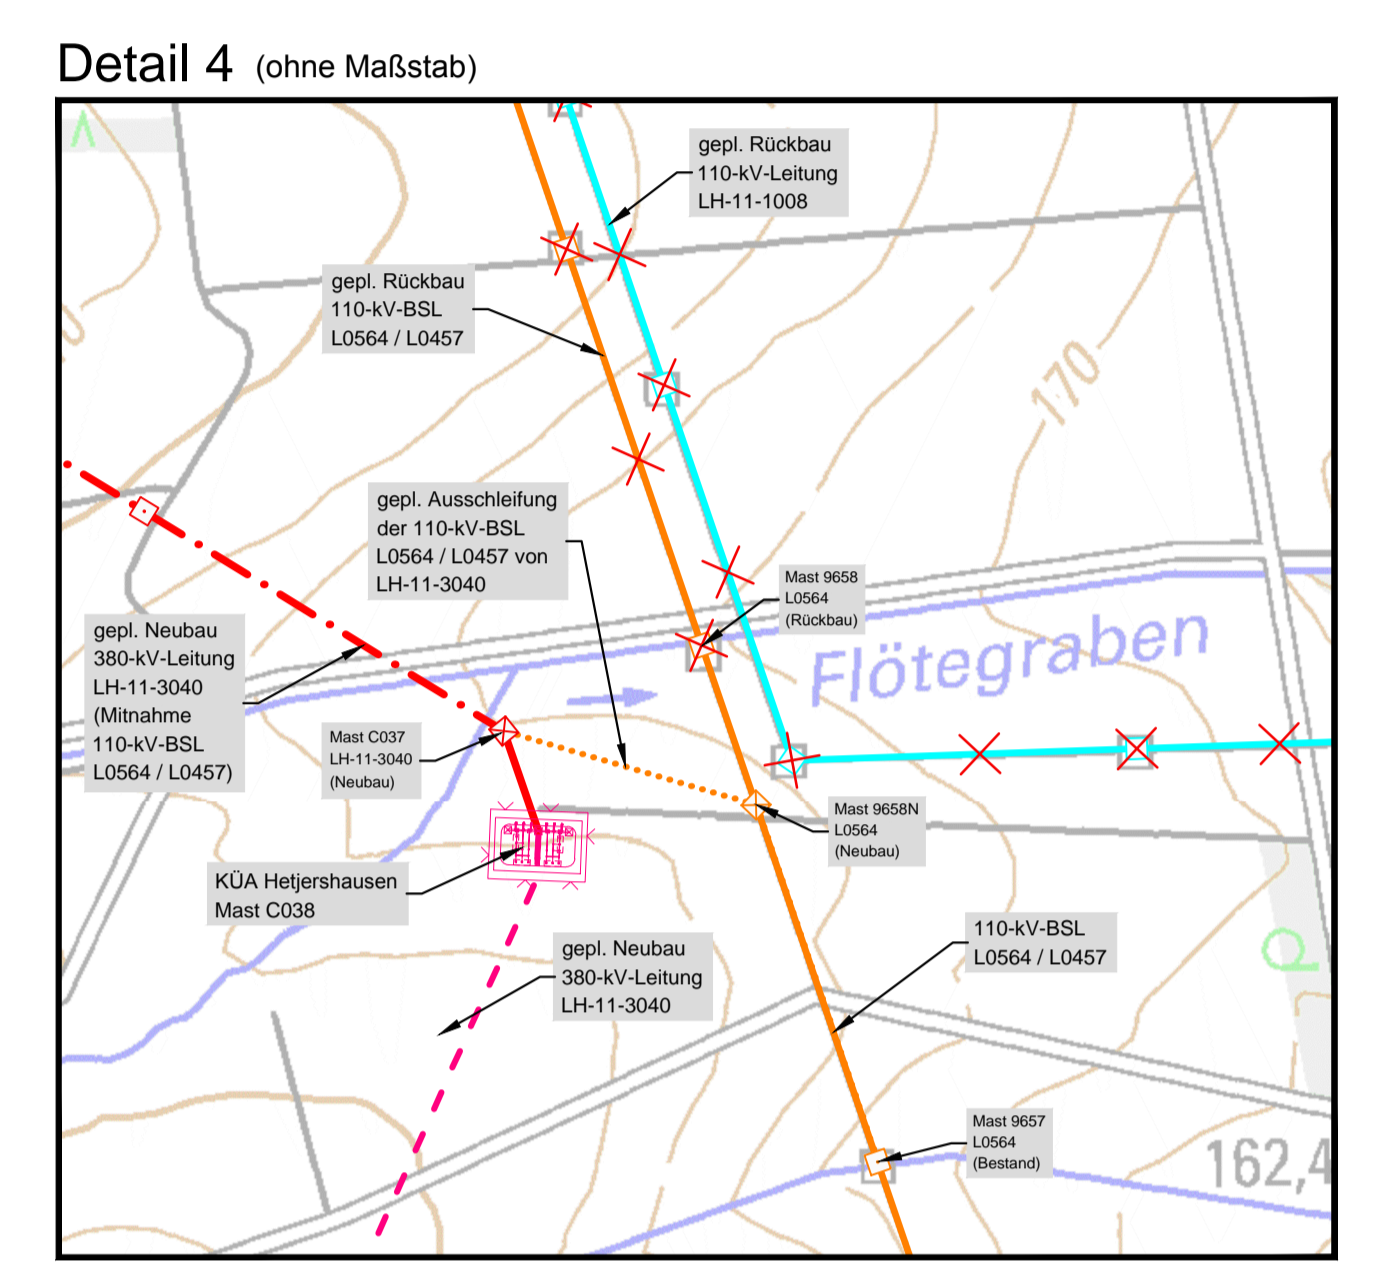 Detail 4 (ohne Maßstab)
gepl. Rückbau
110-kV-Leitung
LH-11-1008
gepl. Rückbau
110-kV-BSL
L0564 / L0457
170
gepl. Ausschleifung
der 110-kV-BSL
L0564 / L0457 von
LH-11-3040
Mast 9658
L0564
(Rückbau)
Flötegraben
gepl. Neubau
380-kV-Leitung
LH-11-3040
(Mitnahme
110-kV-BSL
L0564 / L0457)
Mast C037
LH-11-3040
(Neubau)
Mast 9658N
L0564
(Neubau)
KÜA Hetjershausen
Mast C038
110-kV-BSL
L0564 / L0457
gepl. Neubau
380-kV-Leitung
LH-11-3040
Mast 9657
L0564
(Bestand)
162,4